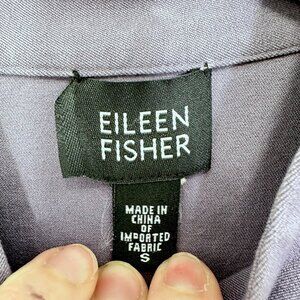 EILEEN
FISHER
MADE IN
CHINA
OF
IMPORTED
FABRIC
S